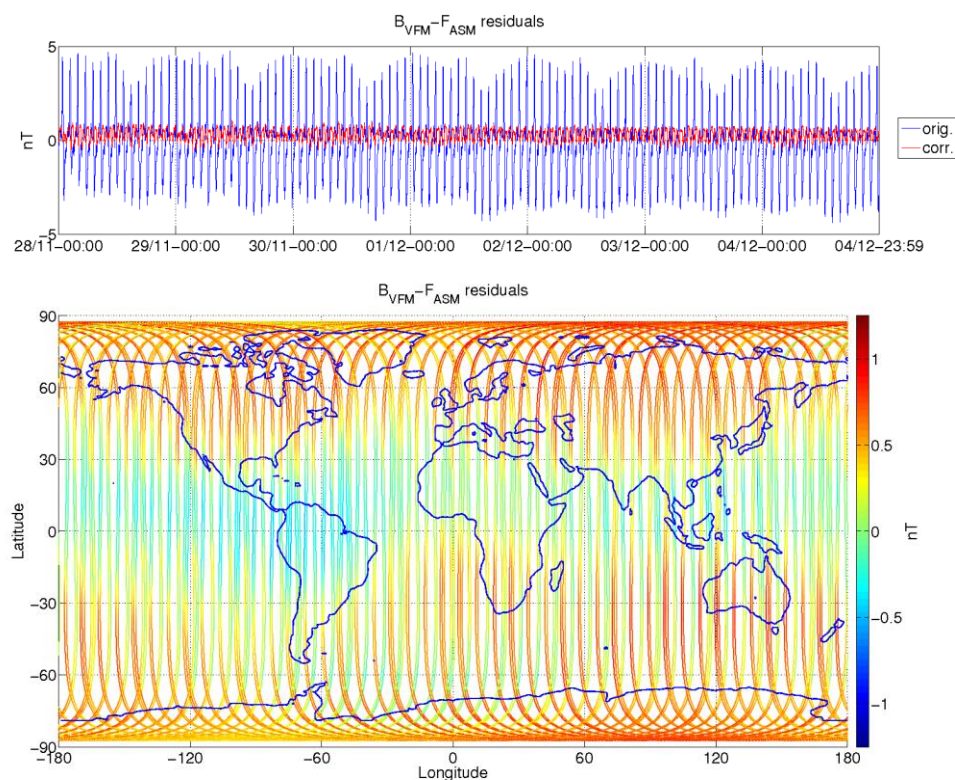 B_VFM−F_ASM residuals
5
0
−5
nT
28/11−00:00 29/11−00:00 30/11−00:00 01/12−00:00 02/12−00:00 03/12−00:00 04/12−00:00 04/12−23:59
orig.
corr.
B_VFM−F_ASM residuals
90
60
30
0
−30
−60
−90
Latitude
−180 −120 −60 0 60 120 180
Longitude
1
0.5
0
−0.5
−1
nT